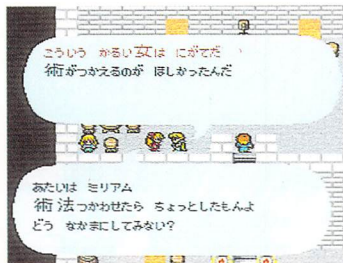 こういう かるい女は にがてだ
術がつかえるのが ほしかったんだ
あたいは ミリアム
術法つかわせたら ちょっとしたもんよ
どう なかまにしてみない?